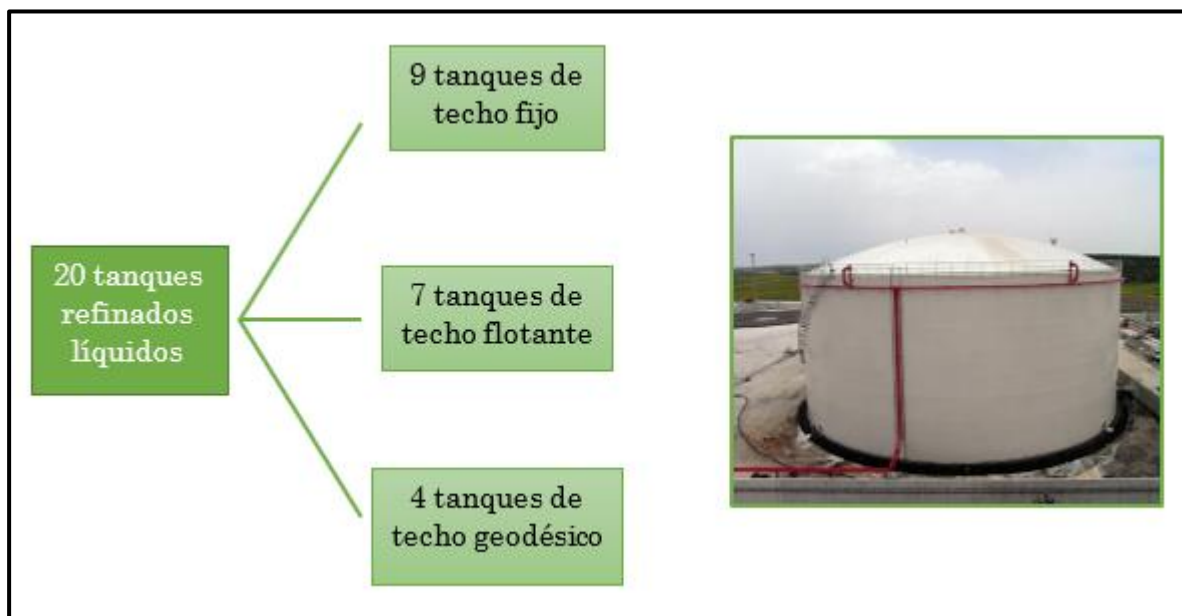 9 tanques de
techo fijo
20 tanques
refinados
líquidos
7 tanques de
techo flotante
4 tanques de
techo geodésico